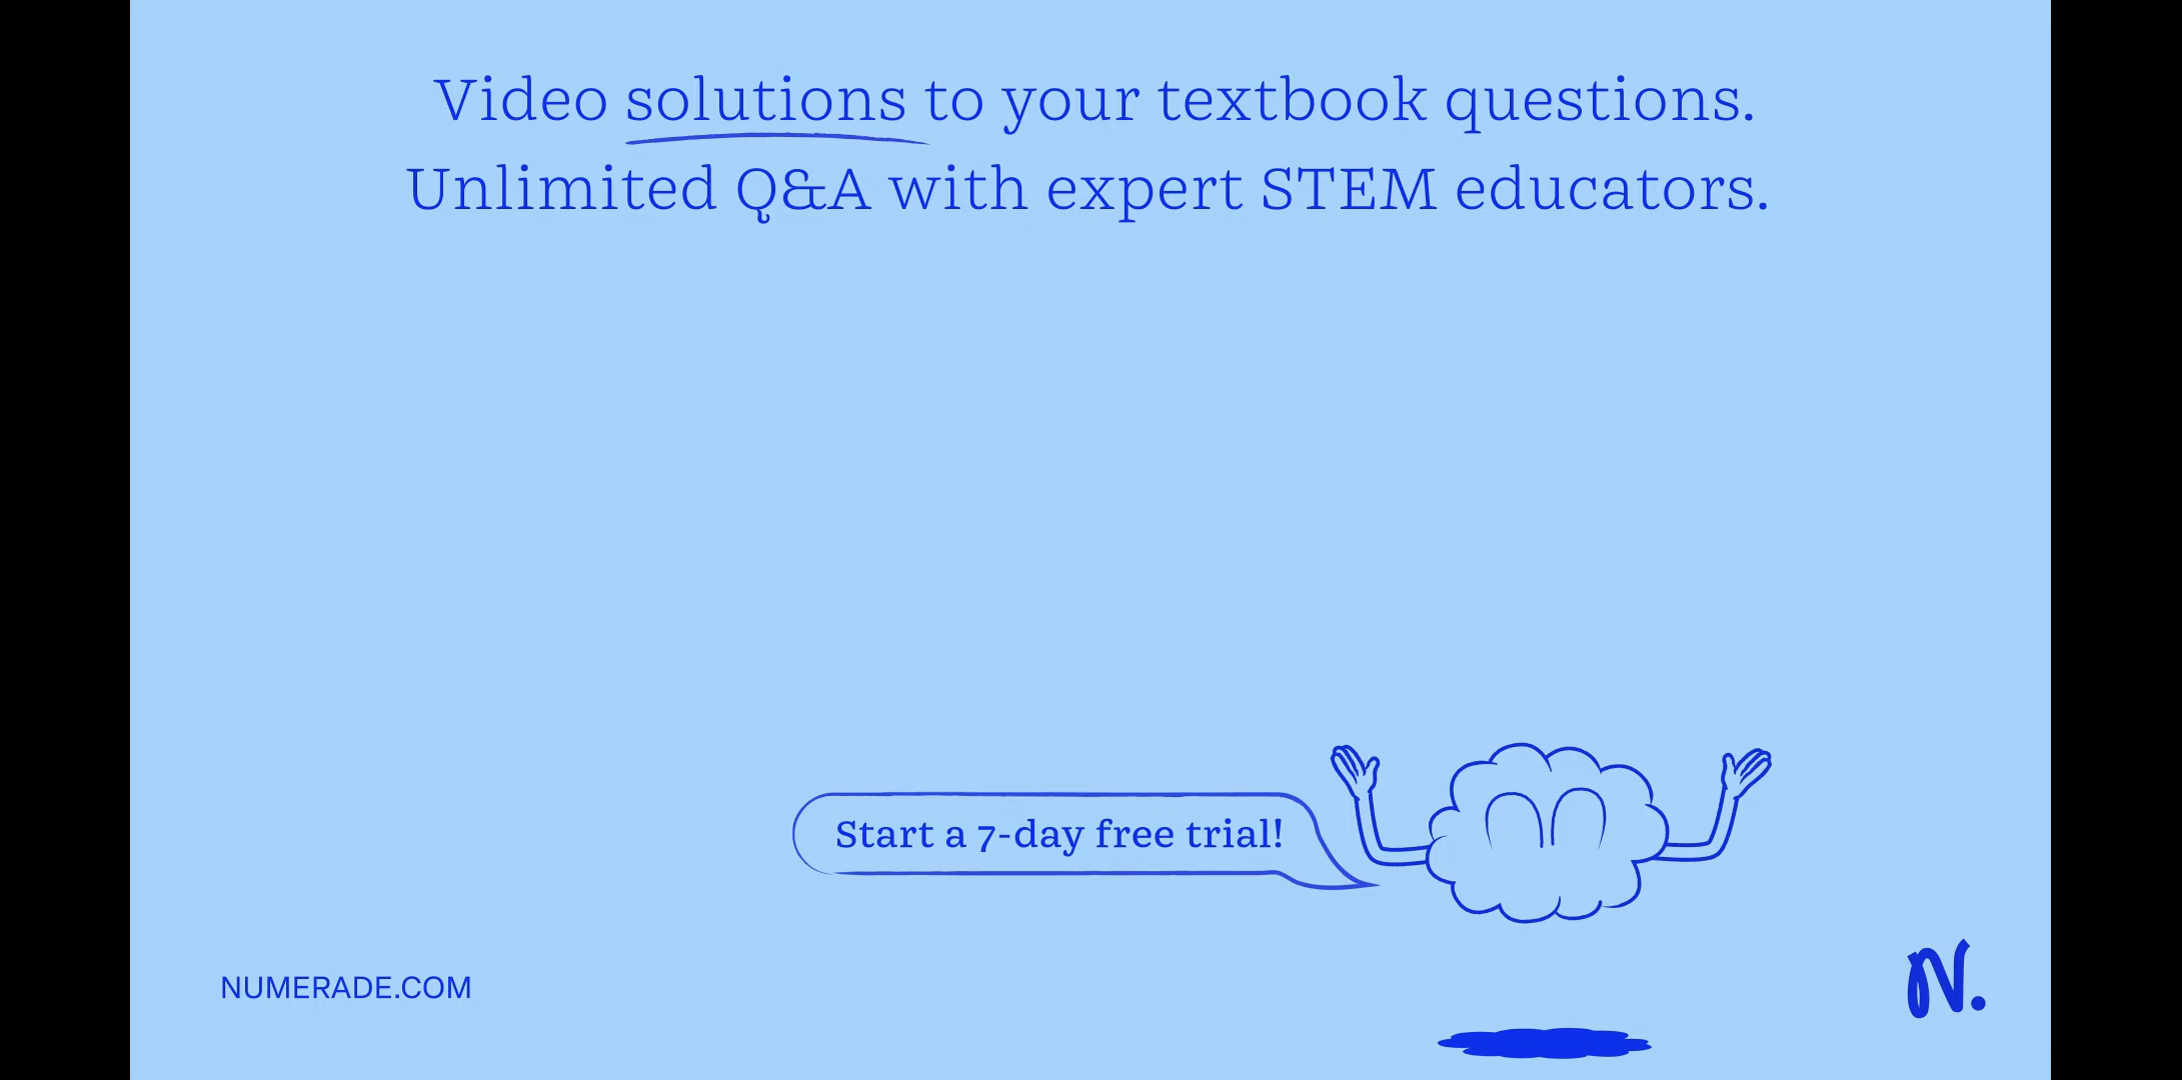 Video solutions to your textbook questions.
Unlimited Q&A with expert STEM educators.
Start a 7-day free trial!
NUMERADE.COM
N.